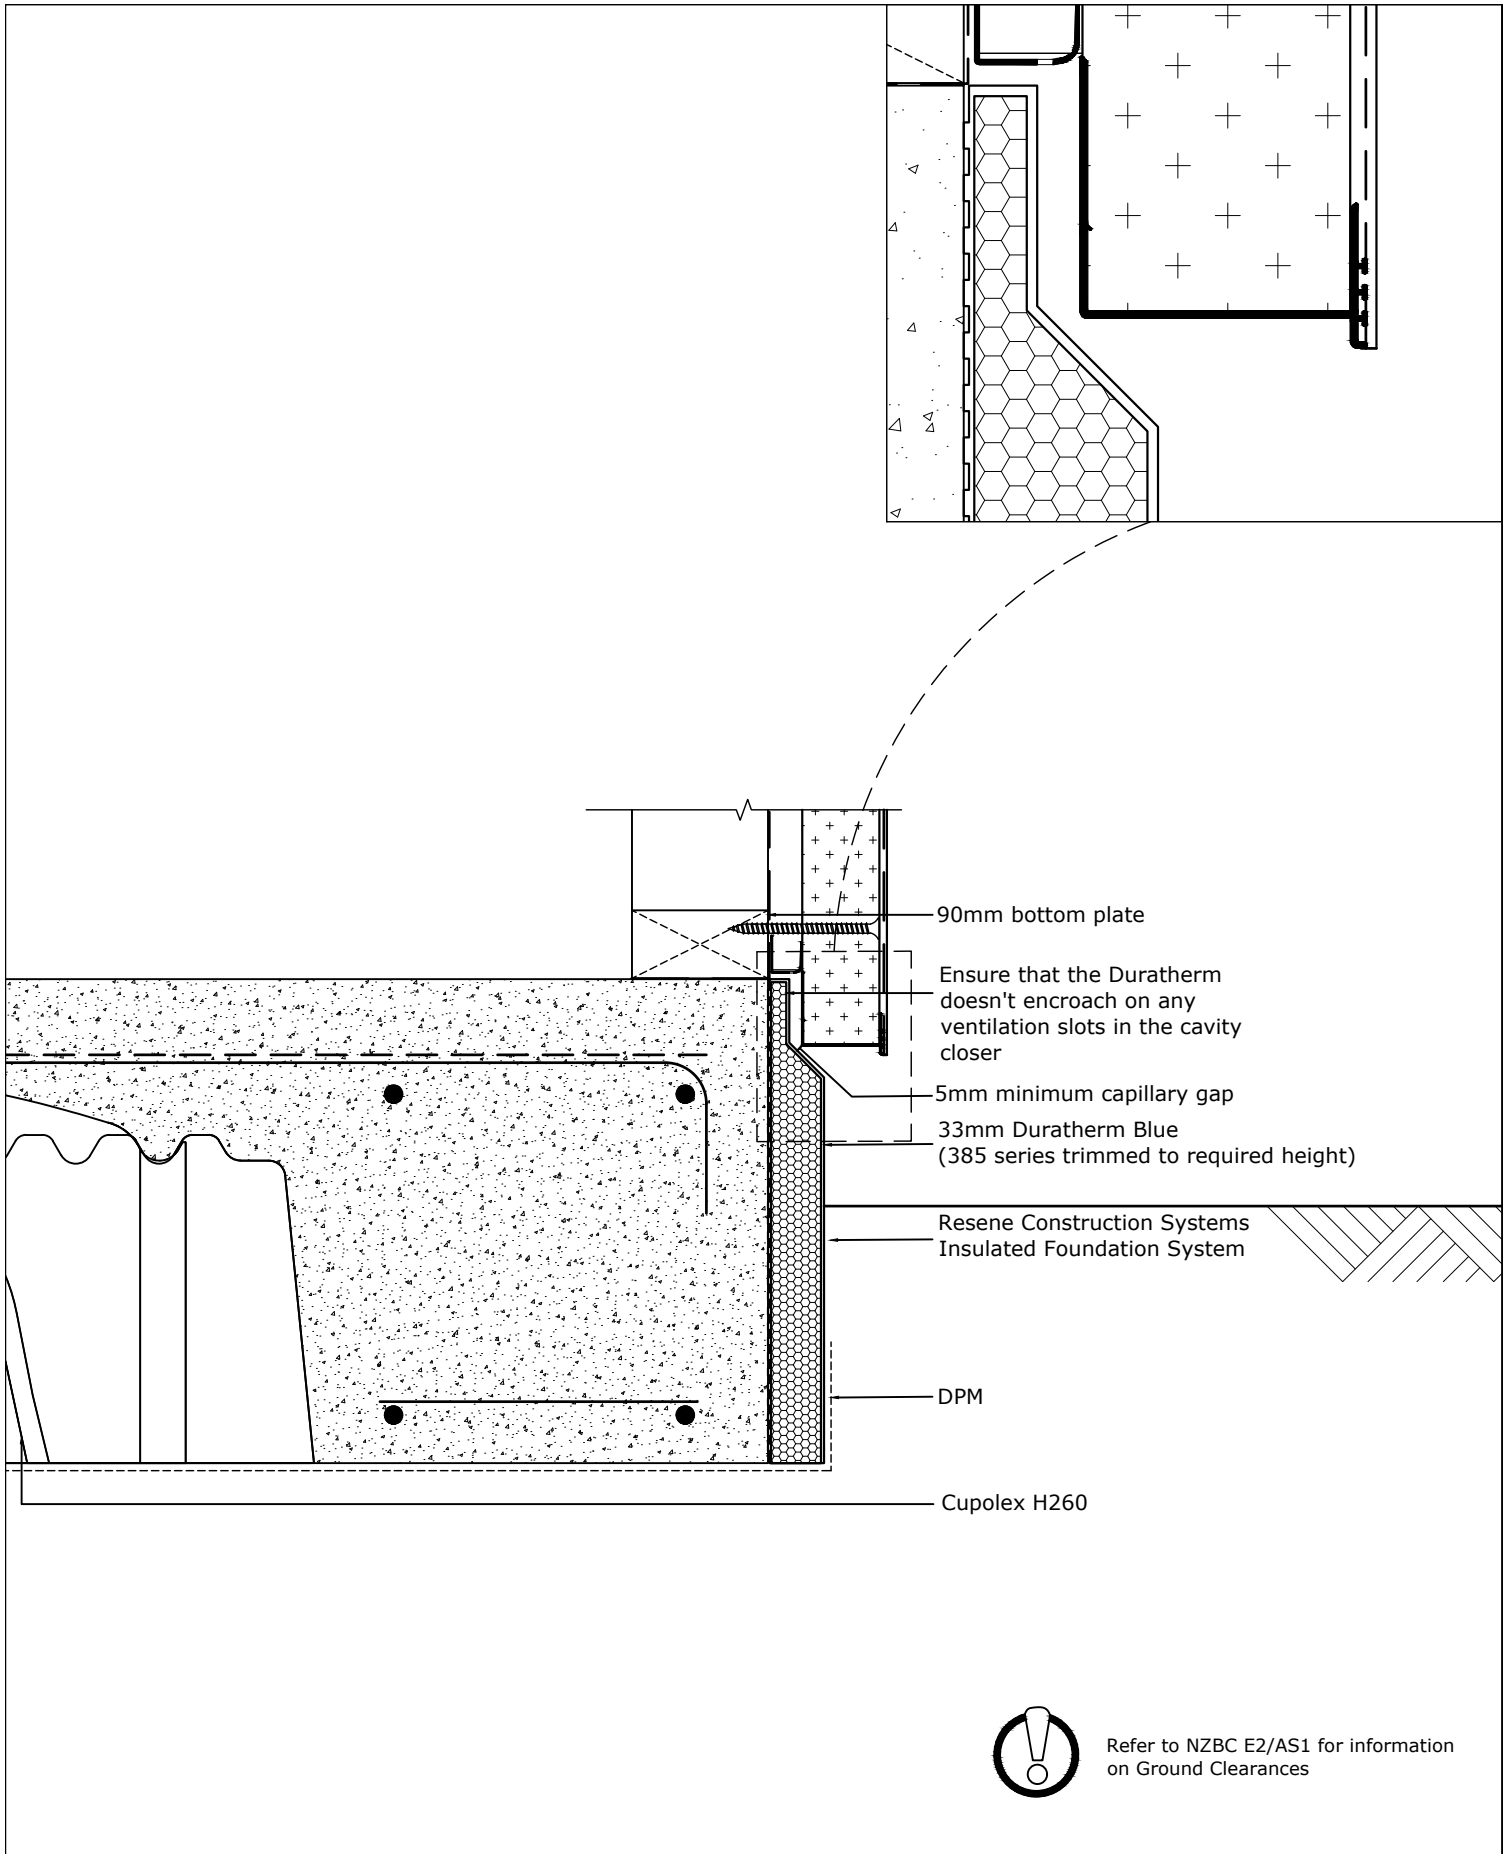 90mm bottom plate
Ensure that the Duratherm
doesn't encroach on any
ventilation slots in the cavity
closer
5mm minimum capillary gap
33mm Duratherm Blue
(385 series trimmed to required height)
Resene Construction Systems
Insulated Foundation System
DPM
Cupolex H260
Refer to NZBC E2/AS1 for information
on Ground Clearances